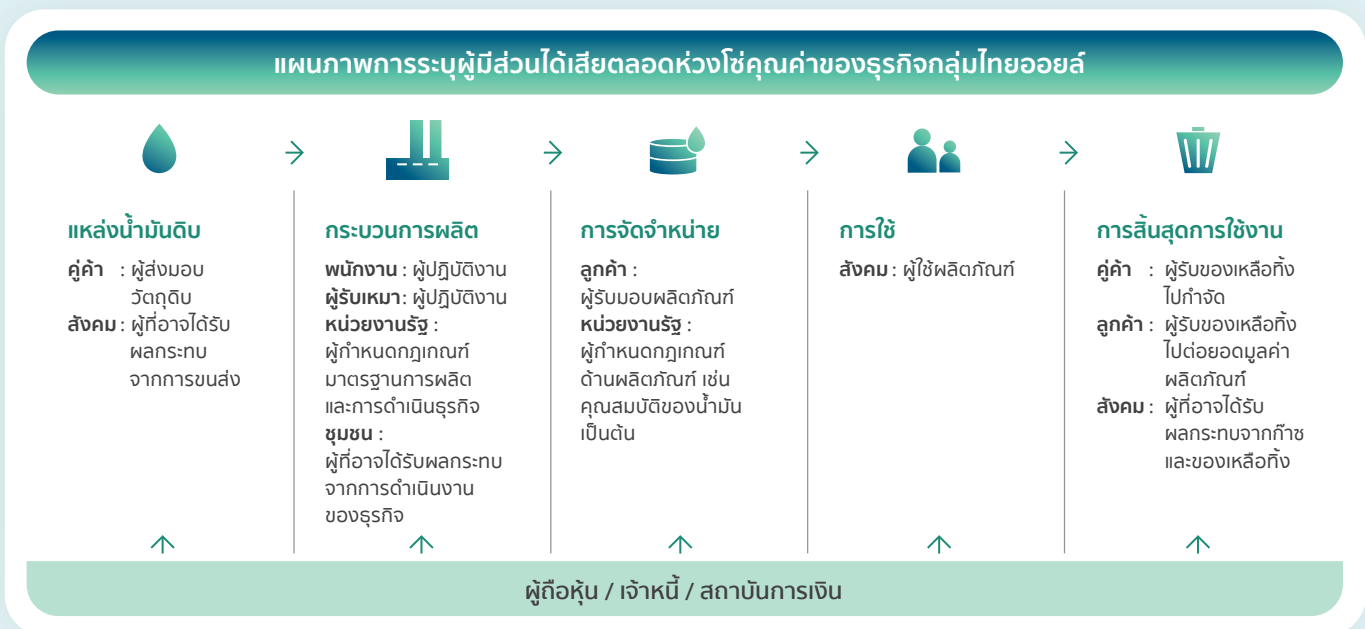 แผนภาพการระบุผู้มีส่วนได้เสียตลอดห่วงโซ่คุณค่าของธุรกิจกลุ่มไทยออยล์
แหล่งน้ำมันดิบ
คู่ค้า : ผู้ส่งมอบ
วัตถุดิบ
สังคม : ผู้ที่อาจได้รับ
ผลกระทบ
จากการขนส่ง
กระบวนการผลิต
พนักงาน : ผู้ปฏิบัติงาน
ผู้รับเหมา : ผู้ปฏิบัติงาน
หน่วยงานรัฐ :
ผู้กำหนดกฎเกณฑ์
มาตรฐานการผลิต
และการดำเนินธุรกิจ
ชุมชน :
ผู้ที่อาจได้รับผลกระทบ
จากการดำเนินงาน
ของธุรกิจ
การจัดจำหน่าย
ลูกค้า :
ผู้รับมอบผลิตภัณฑ์
หน่วยงานรัฐ :
ผู้กำหนดกฎเกณฑ์
ด้านผลิตภัณฑ์ เช่น
คุณสมบัติของน้ำมัน
เป็นต้น
การใช้
สังคม : ผู้ใช้ผลิตภัณฑ์
การสิ้นสุดการใช้งาน
คู่ค้า : ผู้รับของเหลือทิ้ง
ไปกำจัด
ลูกค้า : ผู้รับของเหลือทิ้ง
ไปต่อยอดมูลค่า
ผลิตภัณฑ์
สังคม : ผู้ที่อาจได้รับ
ผลกระทบจากก๊าซ
และของเหลือทิ้ง
ผู้ถือหุ้น / เจ้าหนี้ / สถาบันการเงิน